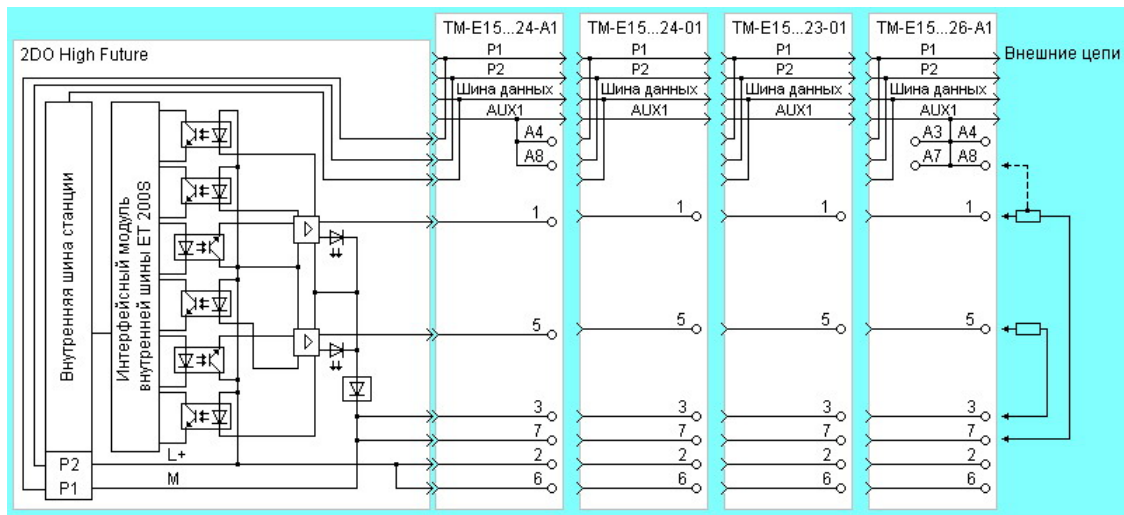 TM-E15...24-A1
TM-E15...24-01
TM-E15...23-01
TM-E15...26-A1
2DO High Future
P1
P1
P1
P1
Внешние цепи
P2
P2
P2
P2
Шина данных
Шина данных
Шина данных
Шина данных
AUX1
AUX1
AUX1
AUX1
A4
A3 A4
A8
A7 A8
Внутренняя шина станции
Интерфейсный модуль
внутренней шины ET 200S
1
1
1
1
5
5
5
5
3
3
3
3
7
7
7
7
P2
L+
2
2
2
2
P1
M
6
6
6
6